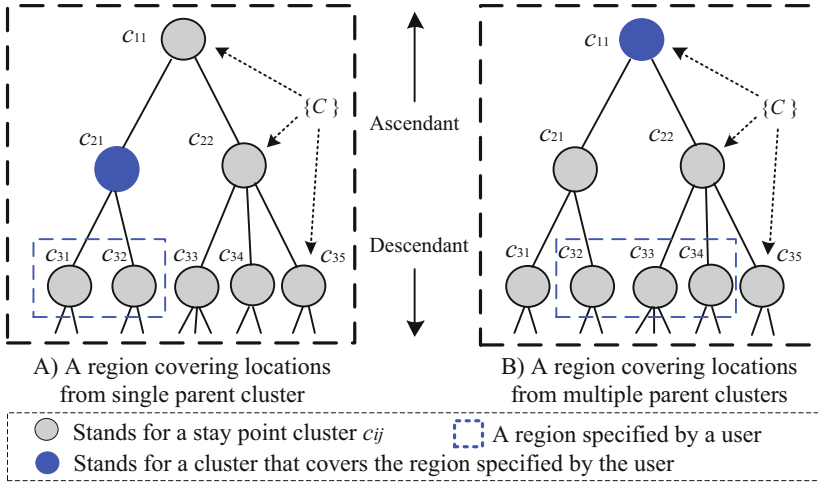 c11
{C}
c21
c22
c31
c32
c33
c34
c35
Ascendant
Descendant
c11
{C}
c21
c22
c31
c32
c33
c34
c35
A) A region covering locations
from single parent cluster
B) A region covering locations
from multiple parent clusters
Stands for a stay point cluster cij
A region specified by a user
Stands for a cluster that covers the region specified by the user